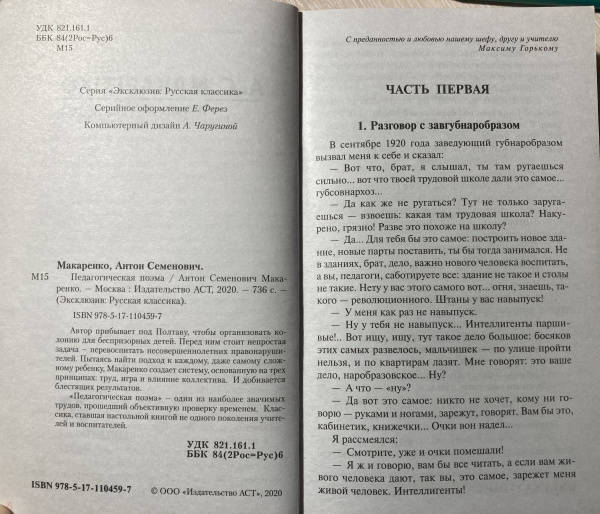 УДК 821.161.1
ББК 84(2Рос=Рус)6
М15
Серия «Эксклюзив: Русская классика»
Серийное оформление Е. Ферез
Компьютерный дизайн А. Чаругиной
Макаренко, Антон Семенович.
М15 Педагогическая поэма / Антон Семенович Мака-
ренко. – Москва : Издательство АСТ, 2020. – 736 с. –
(Эксклюзив: Русская классика).
ISBN 978-5-17-110459-7
Автор прибывает под Полтаву, чтобы организовать ко-
лонию для беспризорных детей. Перед ним стоит непростая
задача – перевоспитать несовершеннолетних правонаруши-
телей. Пытаясь найти подход к каждому, даже самому сложно-
му ребенку, Макаренко создает систему, основанную на трех
принципах: труд, игра и влияние коллектива. И добивается
блестящих результатов.
«Педагогическая поэма» – один из наиболее значимых
трудов, прошедший объективную проверку временем. Клас-
сика, ставшая настольной книгой не одного поколения учите-
лей и воспитателей.
УДК 821.161.1
ББК 84(2Рос=Рус)6
ISBN 978-5-17-110459-7
© ООО «Издательство АСТ», 2020
С преданностью и любовью нашему шефу, другу и учителю
Максиму Горькому
ЧАСТЬ ПЕРВАЯ
1. Разговор с завгубнаробразом
В сентябре 1920 года заведующий губнаробразом
вызвал меня к себе и сказал:
— Вот что, брат, я слышал, ты там ругаешься
сильно... вот что твоей трудовой школе дали это самое...
губсовнархоз...
— Да как же не ругаться? Тут не только заруга-
ешься — взвоешь: какая там трудовая школа? Наку-
рено, грязно! Разве это похоже на школу?
— Да... Для тебя бы это самое: построить новое зда-
ние, новые парты поставить, ты бы тогда занимался. Не
в зданиях, брат, дело, важно нового человека воспитать,
а вы, педагоги, саботируете все: здание не такое и столы
не такие. Нету у вас этого самого вот... огня, знаешь, та-
кого — революционного. Штаны у вас навыпуск!
— У меня как раз не навыпуск.
— Ну у тебя не навыпуск... Интеллигенты парши-
вые!.. Вот ищу, ищу, тут такое дело большое: босяков
этих самых развелось, мальчишек — по улице пройти
нельзя, и по квартирам лазят. Мне говорят: это ваше
дело, наробразовское... Ну?
— А что — «ну»?
— Да вот это самое: никто не хочет, кому ни го-
ворю — руками и ногами, зарежут, говорят. Вам бы это,
кабинетик, книжечки... Очки вон надел...
Я рассмеялся:
— Смотрите, уже и очки помешали!
— Я ж и говорю, вам бы все читать, а если вам жи-
вого человека дают, так вы, это самое, зарежет меня
живой человек. Интеллигенты!